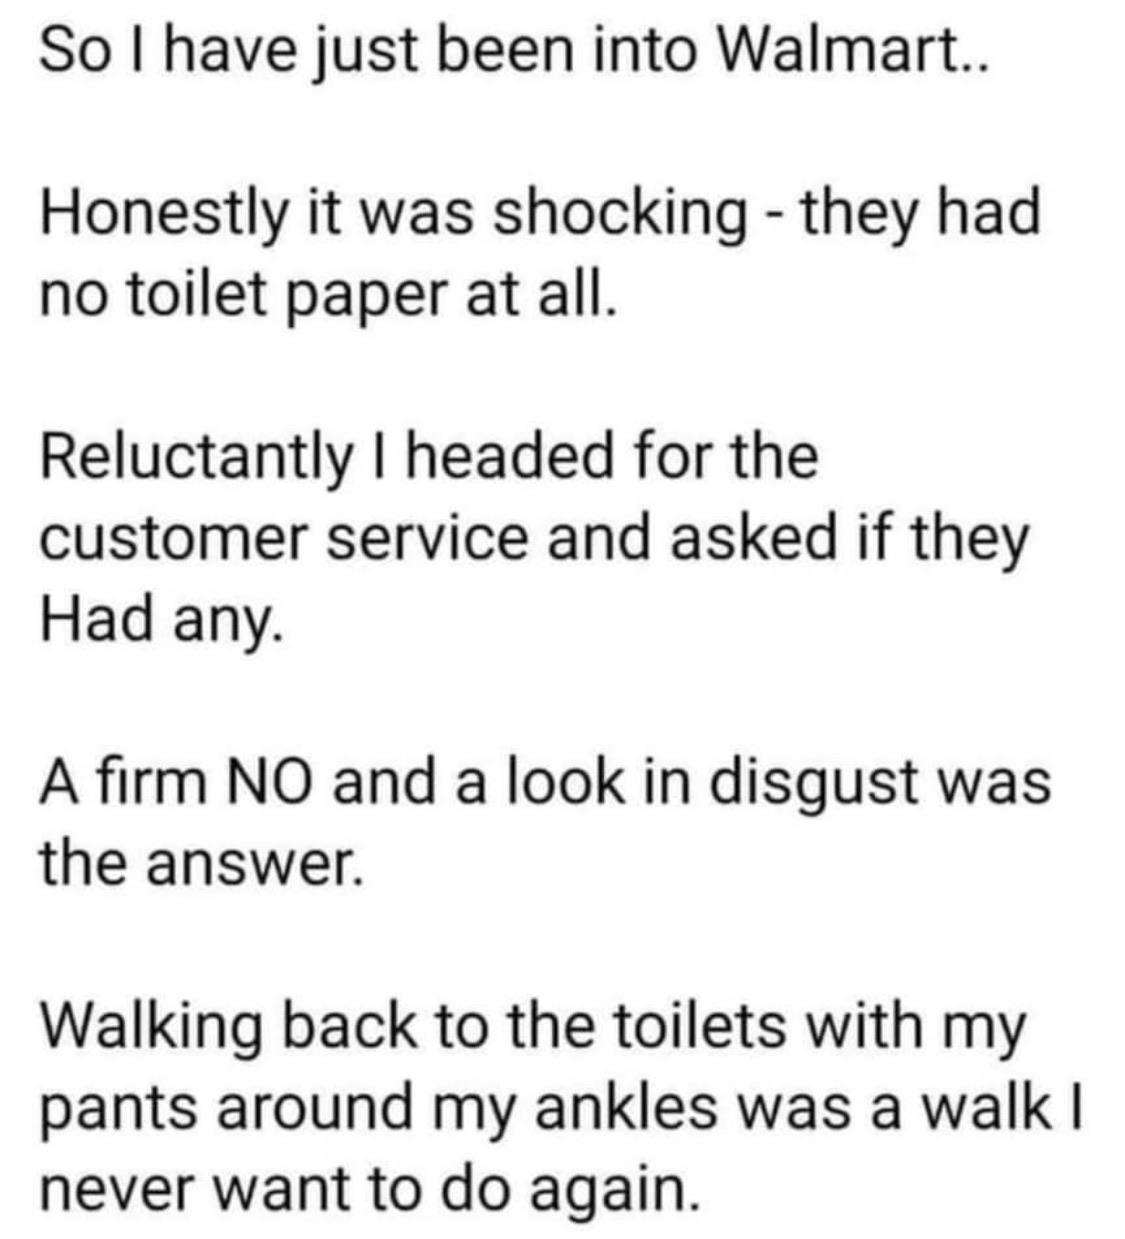 So I have just been into Walmart..
Honestly it was shocking - they had
no toilet paper at all.
Reluctantly I headed for the
customer service and asked if they
Had any.
A firm NO and a look in disgust was
the answer.
Walking back to the toilets with my
pants around my ankles was a walk I
never want to do again.